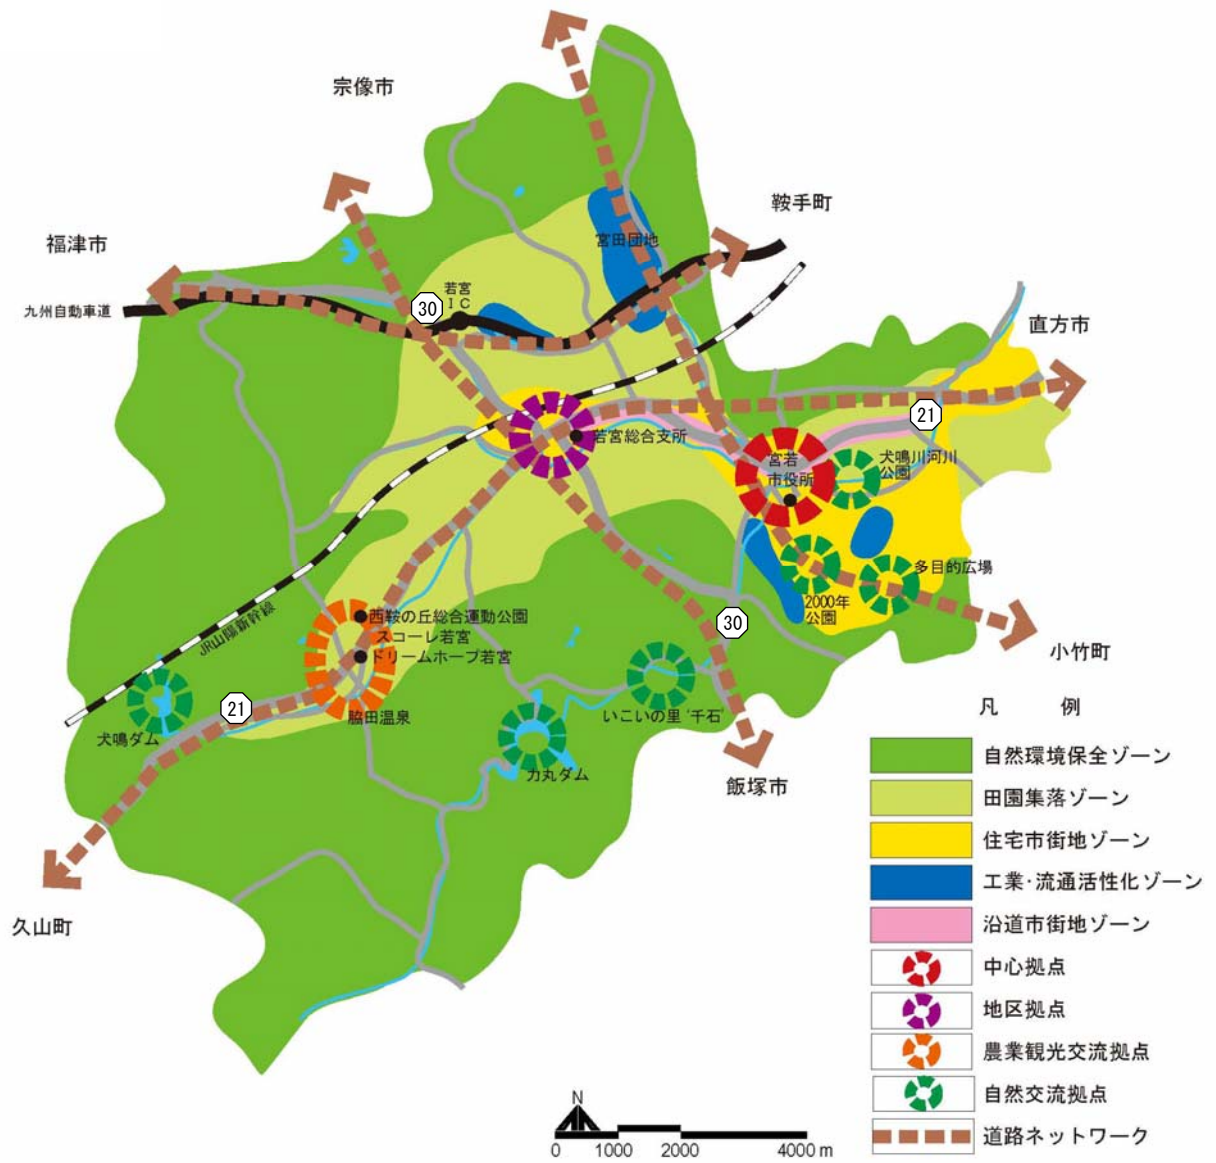 宗像市
鞍手町
福津市
宮田団地
九州自動車道
若宮
IC
30
直方市
21
若宮総合支所
宮若
市役所
犬鳴川河川
公園
多目的広場
2000年
公園
30
西鞍の丘総合運動公園
スコーレ若宮
ドリームホープ若宮
JR山陽新幹線
小竹町
21
脇田温泉
いこいの里‘千石’
犬鳴ダム
力丸ダム
飯塚市
久山町
凡 例
自然環境保全ゾーン
田園集落ゾーン
住宅市街地ゾーン
工業・流通活性化ゾーン
沿道市街地ゾーン
中心拠点
地区拠点
農業観光交流拠点
自然交流拠点
道路ネットワーク
N
0 1000 2000 4000 m